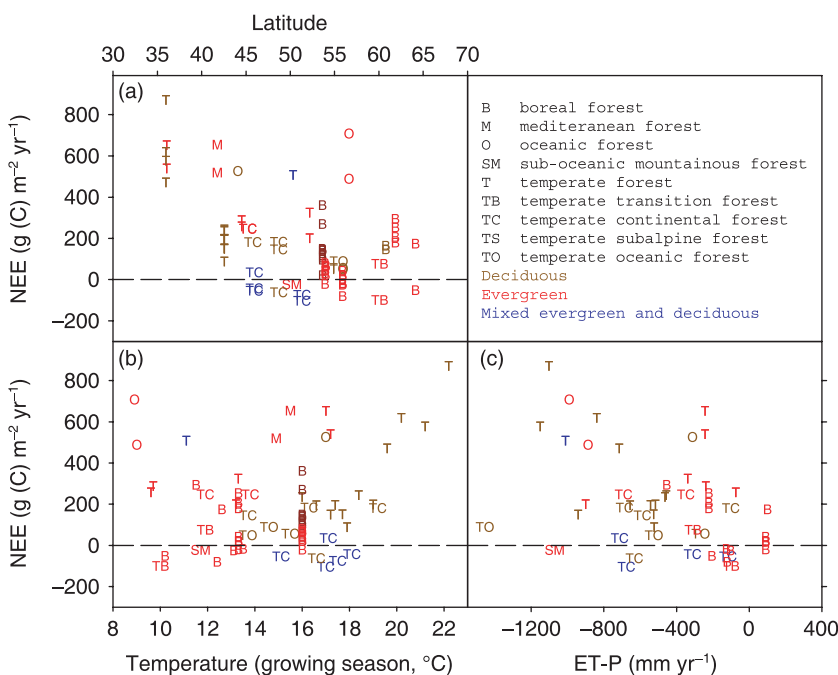 Latitude
30 35 40 45 50 55 60 65 70
(a)
NEE (g (C) m⁻² yr⁻¹)
800
600
400
200
0
−200
B boreal forest
M mediteranean forest
O oceanic forest
SM sub-oceanic mountainous forest
T temperate forest
TB temperate transition forest
TC temperate continental forest
TS temperate subalpine forest
TO temperate oceanic forest
Deciduous
Evergreen
Mixed evergreen and deciduous
(b)
(c)
NEE (g (C) m⁻² yr⁻¹)
800
600
400
200
0
−200
8 10 12 14 16 18 20 22
Temperature (growing season, °C)
−1200 −800 −400 0 400
ET-P (mm yr⁻¹)